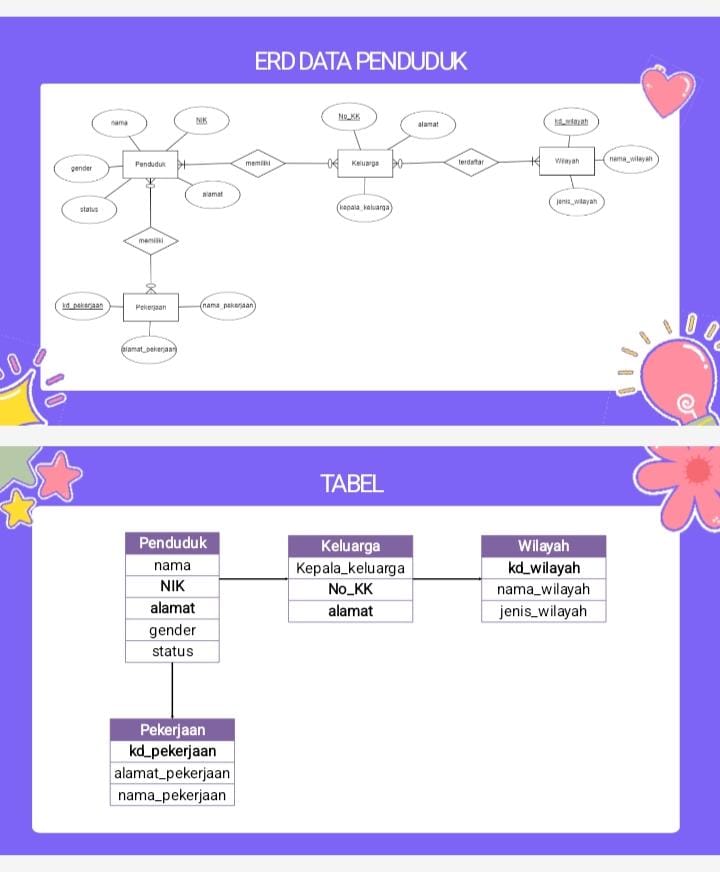 ERD DATA PENDUDUK
nama
NIK
No_KK
alamat
kd_wilayah
gender
Penduduk
memiliki
Keluarga
terdaftar
Wilayah
nama_wilayah
status
alamat
kepala_keluarga
jenis_wilayah
memiliki
kd_pekerjaan
Pekerjaan
nama_pekerjaan
alamat_pekerjaan
TABEL
Penduduk
nama
NIK
alamat
gender
status
Keluarga
Kepala_keluarga
No_KK
alamat
Wilayah
kd_wilayah
nama_wilayah
jenis_wilayah
Pekerjaan
kd_pekerjaan
alamat_pekerjaan
nama_pekerjaan